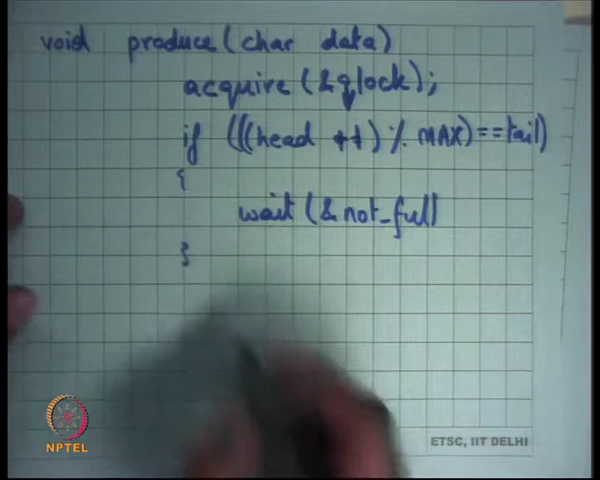 void produce(char data)
acquire(&qlock);
if (((head ++) % MAX)==tail)
{
wait(&not_full
}
NPTEL
ETSC, IIT DELHI